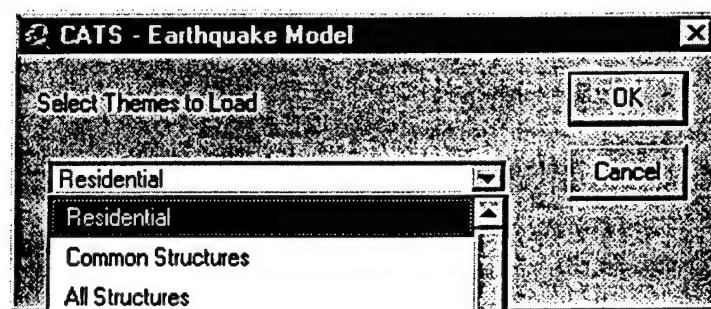 CATS - Earthquake Model
Select Themes to Load
OK
Residential
Cancel
Residential
Common Structures
All Structures